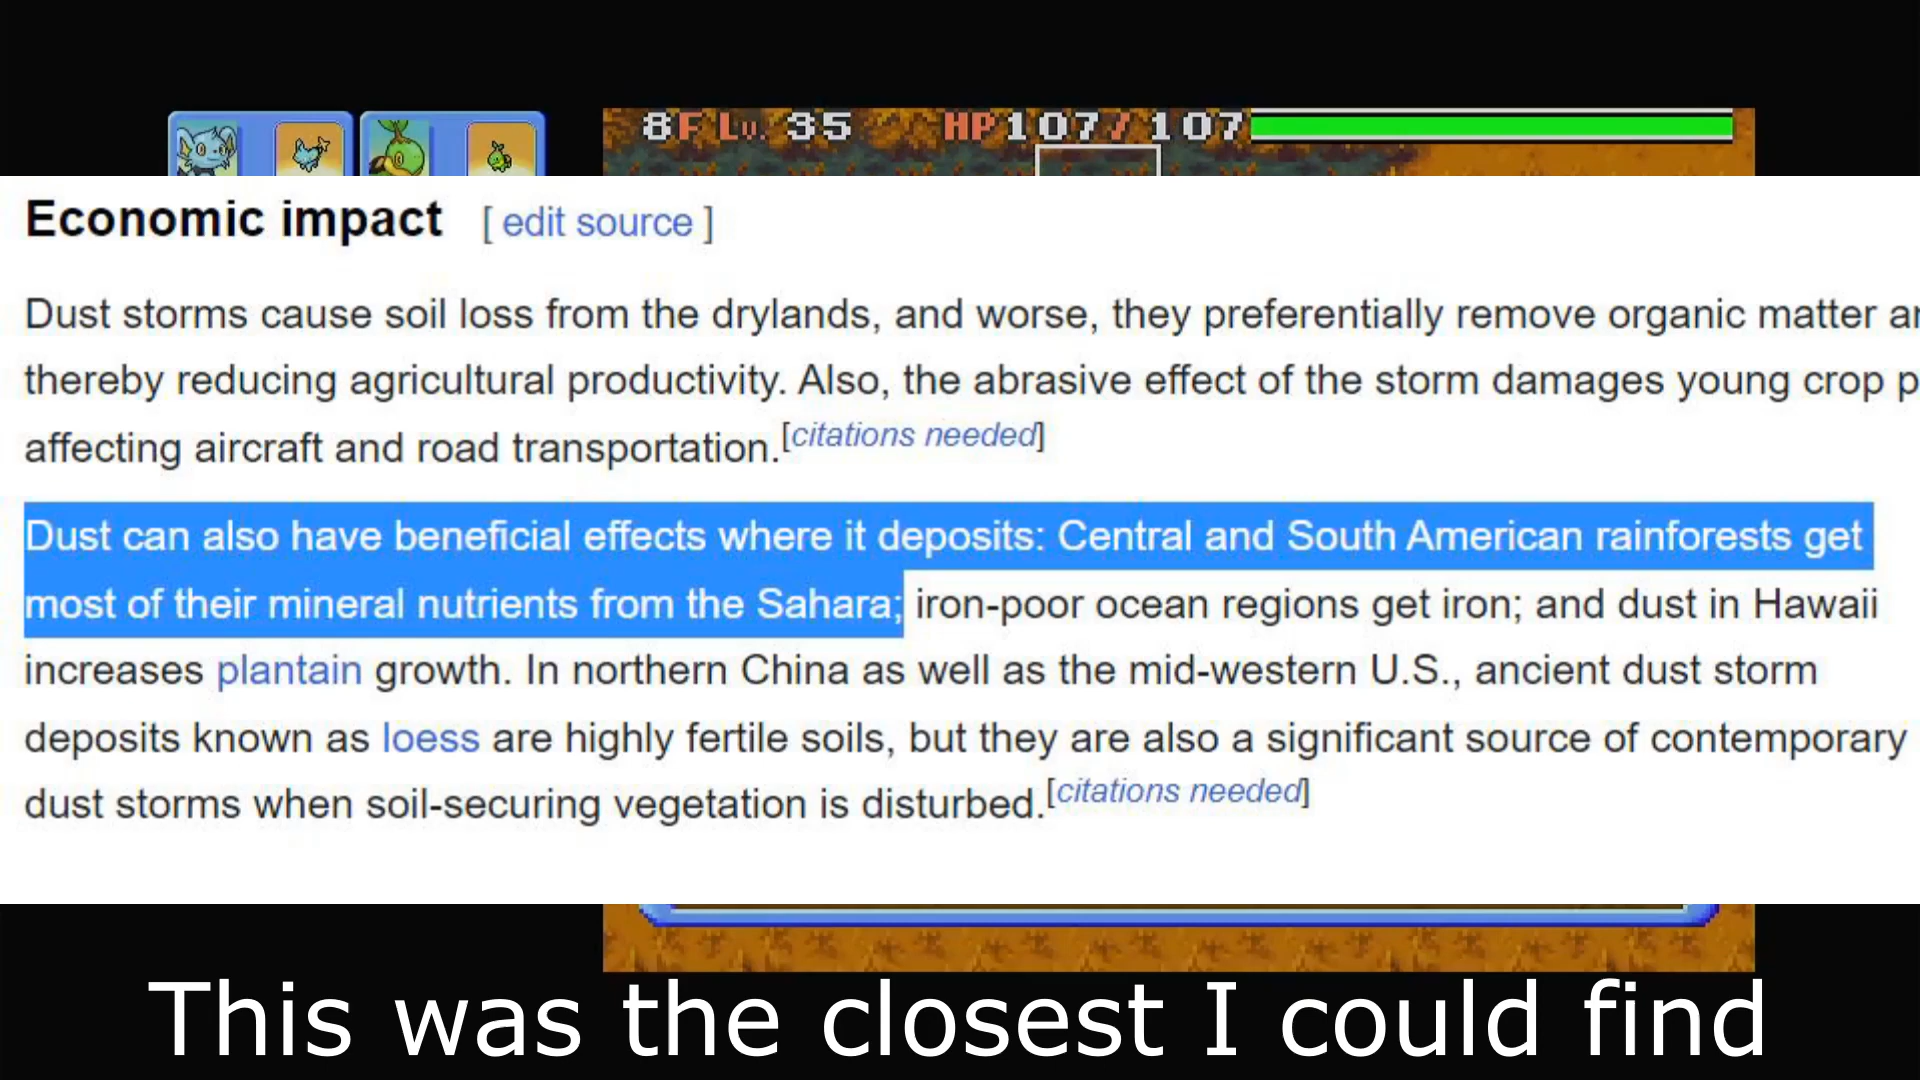 8F Lv. 35 HP107/107
Economic impact [ edit source ]
Dust storms cause soil loss from the drylands, and worse, they preferentially remove organic matter
thereby reducing agricultural productivity. Also, the abrasive effect of the storm damages young crop
affecting aircraft and road transportation.[citations needed]
Dust can also have beneficial effects where it deposits: Central and South American rainforests get
most of their mineral nutrients from the Sahara; iron-poor ocean regions get iron; and dust in Hawaii
increases plantain growth. In northern China as well as the mid-western U.S., ancient dust storm
deposits known as loess are highly fertile soils, but they are also a significant source of contemporary
dust storms when soil-securing vegetation is disturbed.[citations needed]
This was the closest I could find